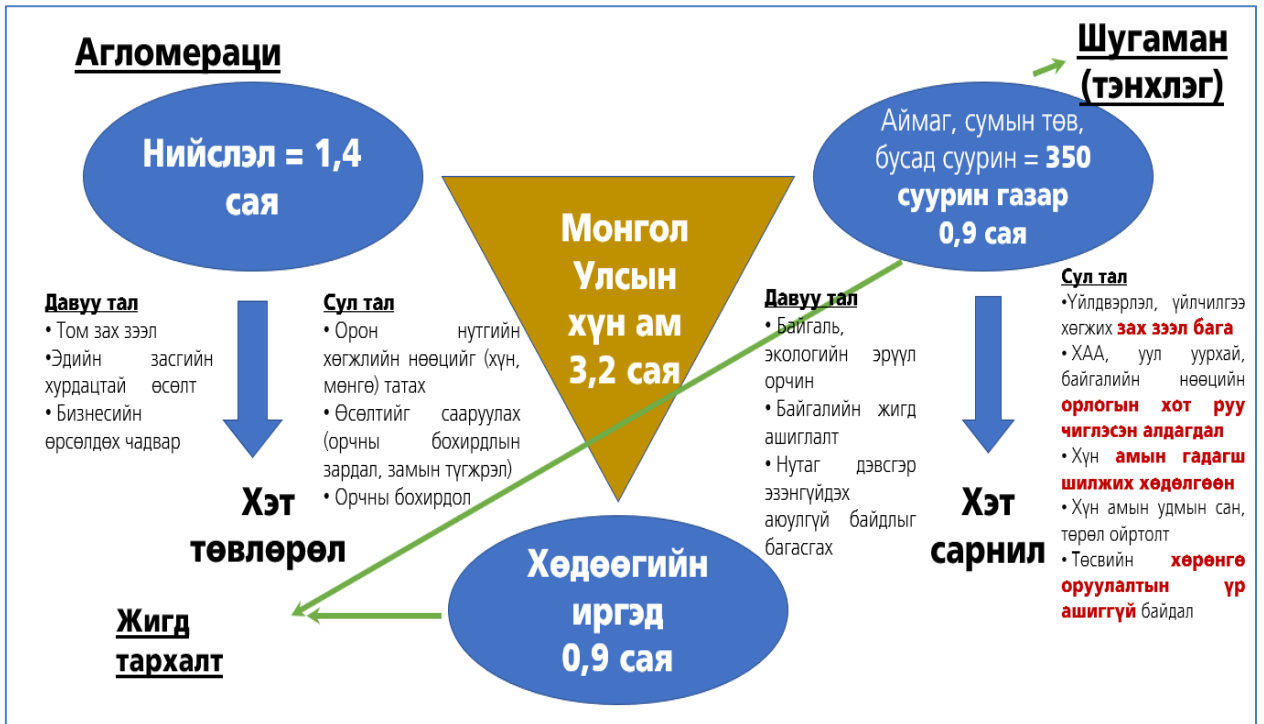 Агломераци
Шугаман
(тэнхлэг)
Нийслэл = 1,4
сая
Аймаг, сумын төв,
бусад суурин = 350
суурин газар
0,9 сая
Монгол
Улсын
хүн ам
3,2 сая
Давуу тал
• Том зах зээл
•Эдийн засгийн
хурдацтай өсөлт
• Бизнесийн
өрсөлдөх чадвар
Сул тал
• Орон нутгийн
хөгжлийн нөөцийг (хүн,
мөнгө) татах
• Өсөлтийг сааруулах
(орчны бохирдлын
зардал, замын түгжрэл)
• Орчны бохирдол
Хэт
төвлөрөл
Давуу тал
• Байгаль,
экологийн эрүүл
орчин
• Байгалийн жигд
ашиглалт
• Нутаг дэвсгэр
эзэнгүйдэх
аюулгүй байдлыг
багасгах
Сул тал
•Үйлдвэрлэл, үйлчилгээ
хөгжих зах зээл бага
• ХАА, уул уурхай,
байгалийн нөөцийн
орлогын хот руу
чиглэсэн алдагдал
• Хүн амын гадагш
шилжих хөдөлгөөн
• Хүн амын удмын сан,
төрөл ойртолт
• Төсвийн хөрөнгө
оруулалтын үр
ашиггүй байдал
Хэт
сарнил
Хөдөөгийн
иргэд
0,9 сая
Жигд
тархалт